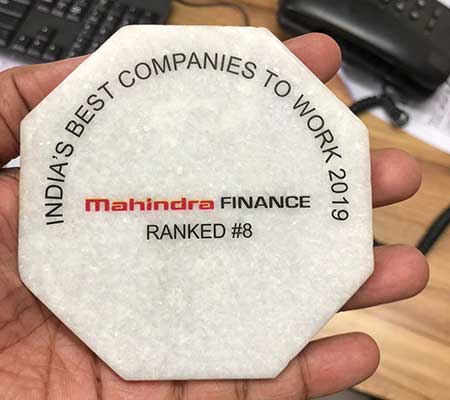 INDIA'S BEST COMPANIES TO WORK 2019
Mahindra FINANCE
RANKED #8